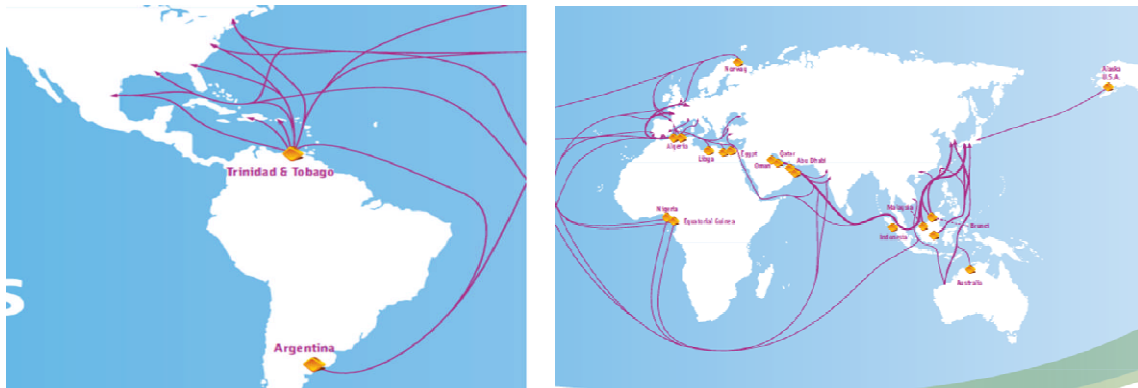 Trinidad & Tobago
S
Argentina
Norway
Alaska
U.S.A.
Algeria
Libya
Egypt
Qatar
Oman
Abu Dhabi
Nigeria
Equatorial Guinea
Malaysia
Brunei
Indonesia
Australia